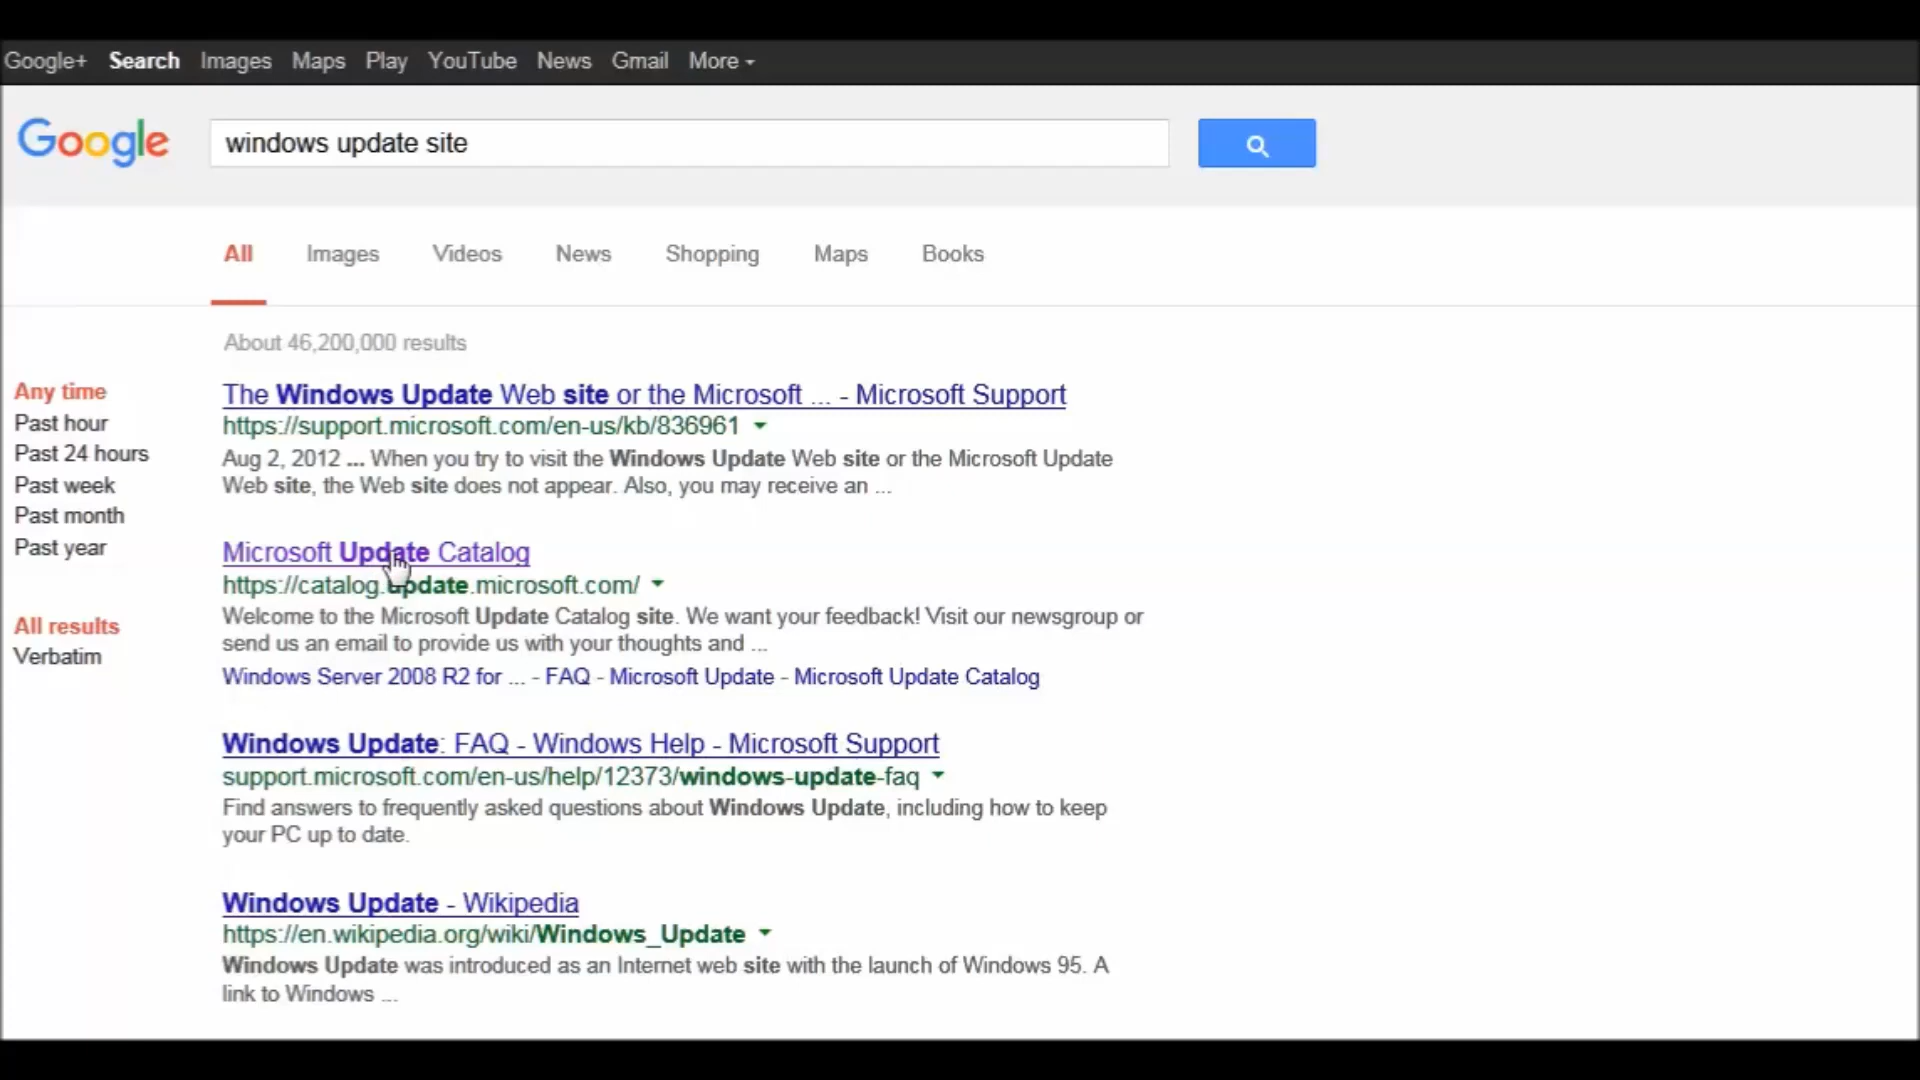 Google+ Search Images Maps Play YouTube News Gmail More
Google
windows update site
All Images Videos News Shopping Maps Books
About 46,200,000 results
Any time
Past hour
Past 24 hours
Past week
Past month
Past year
All results
Verbatim
The Windows Update Web site or the Microsoft ... - Microsoft Support
https://support.microsoft.com/en-us/kb/836961
Aug 2, 2012 ... When you try to visit the Windows Update Web site or the Microsoft Update
Web site, the Web site does not appear. Also, you may receive an ...
Microsoft Update Catalog
https://catalog.update.microsoft.com/
Welcome to the Microsoft Update Catalog site. We want your feedback! Visit our newsgroup or
send us an email to provide us with your thoughts and ...
Windows Server 2008 R2 for ... - FAQ - Microsoft Update - Microsoft Update Catalog
Windows Update: FAQ - Windows Help - Microsoft Support
support.microsoft.com/en-us/help/12373/windows-update-faq
Find answers to frequently asked questions about Windows Update, including how to keep
your PC up to date.
Windows Update - Wikipedia
https://en.wikipedia.org/wiki/Windows_Update
Windows Update was introduced as an Internet web site with the launch of Windows 95. A
link to Windows ...